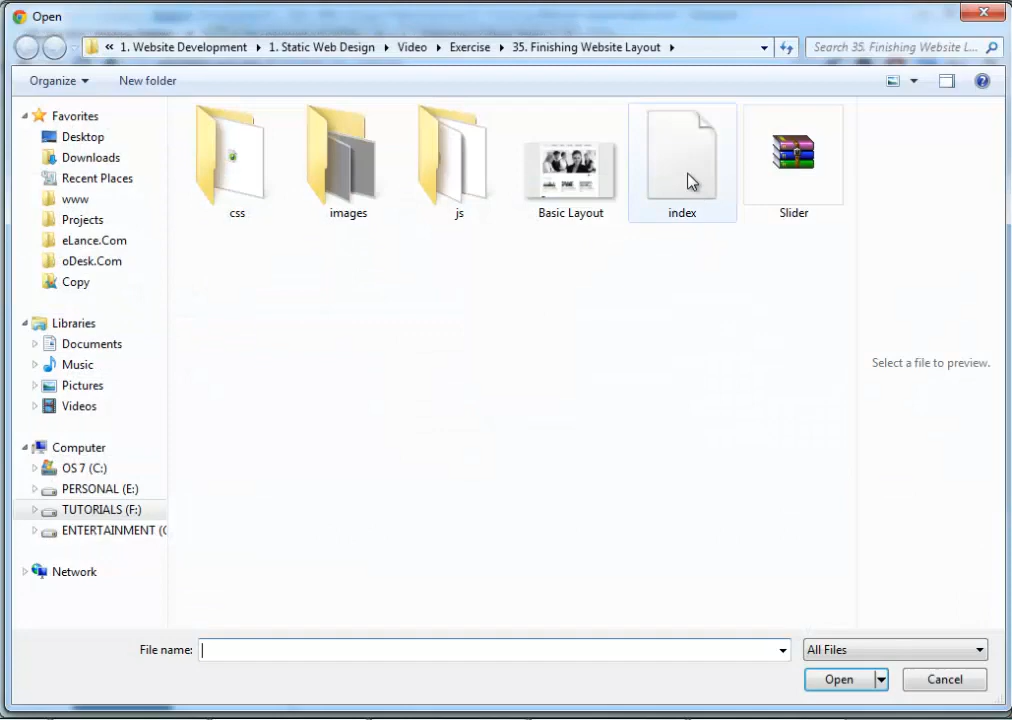 Open
« 1. Website Development 1. Static Web Design Video Exercise 35. Finishing Website Layout
Search 35. Finishing Website L...
Organize New folder
Favorites
Desktop
Downloads
Recent Places
www
Projects
eLance.Com
oDesk.Com
Copy
Libraries
Documents
Music
Pictures
Videos
Computer
OS 7 (C:)
PERSONAL (E:)
TUTORIALS (F:)
ENTERTAINMENT (
Network
css images js Basic Layout index Slider
Select a file to preview.
File name:
All Files
Open Cancel